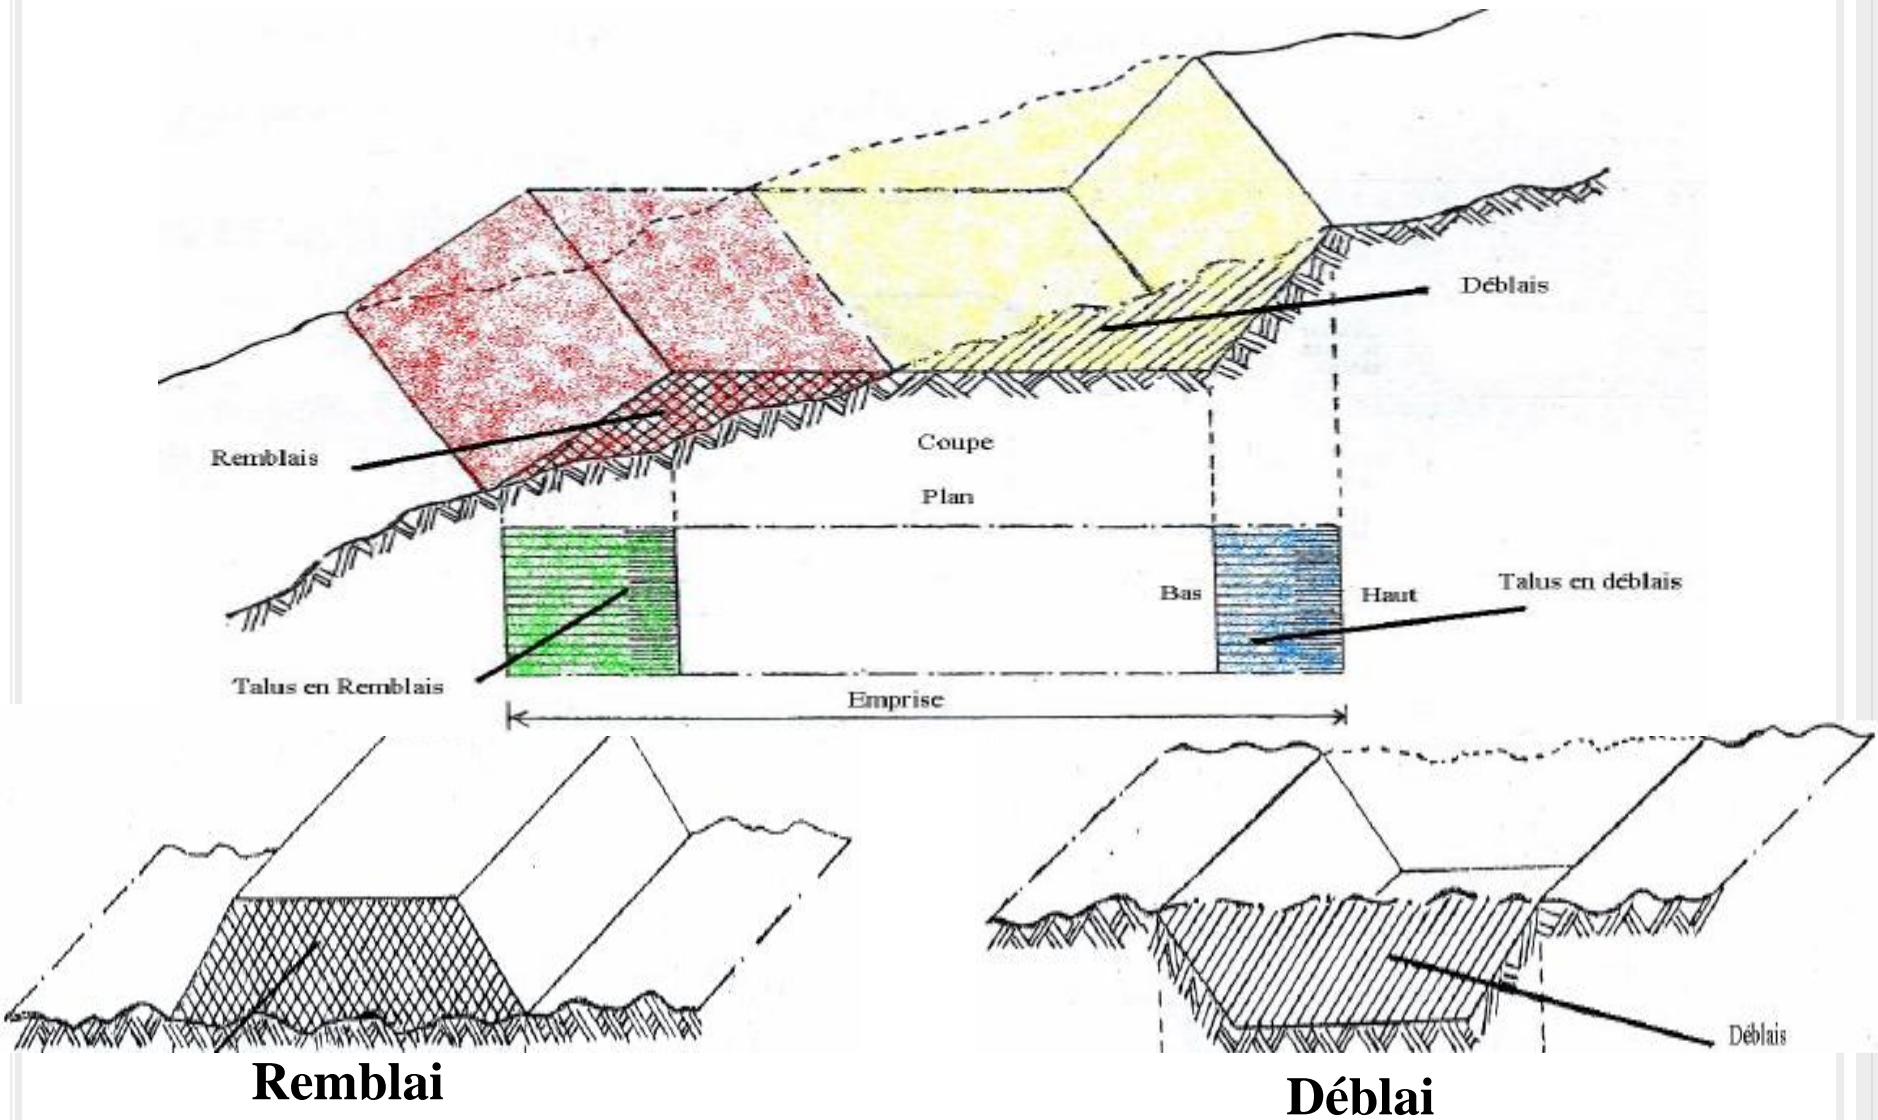 Déblais
Remblais
Coupe
Plan
Bas
Haut
Talus en déblais
Talus en Remblais
Emprise
Déblais
Remblai
Déblai